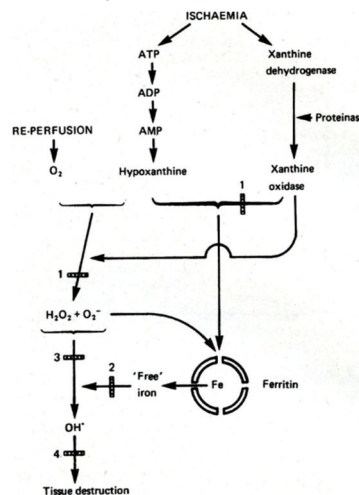 ISCHAEMIA
ATP
Xanthine
dehydrogenase
ADP
Proteinase
RE-PERFUSION
AMP
O₂
Hypoxanthine
Xanthine
oxidase
1
1
H₂O₂ + O₂⁻
3
2
'Free'
iron
Fe
Ferritin
OH•
4
Tissue destruction